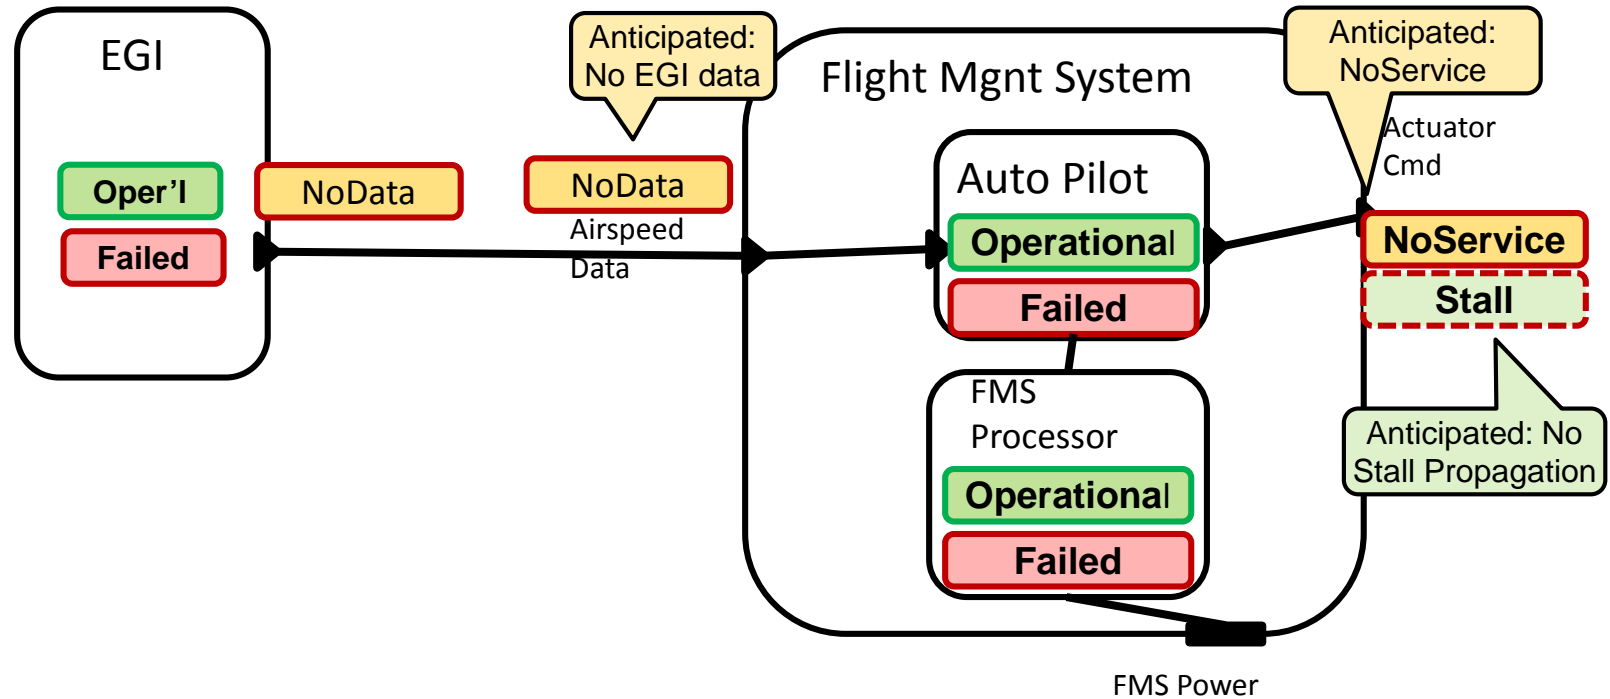 EGI
Oper'l
Failed
NoData
Anticipated:
No EGI data
NoData
Airspeed
Data
Flight Mgnt System
Auto Pilot
Operational
Failed
FMS
Processor
Operational
Failed
FMS Power
Anticipated:
NoService
Actuator
Cmd
NoService
Stall
Anticipated: No
Stall Propagation